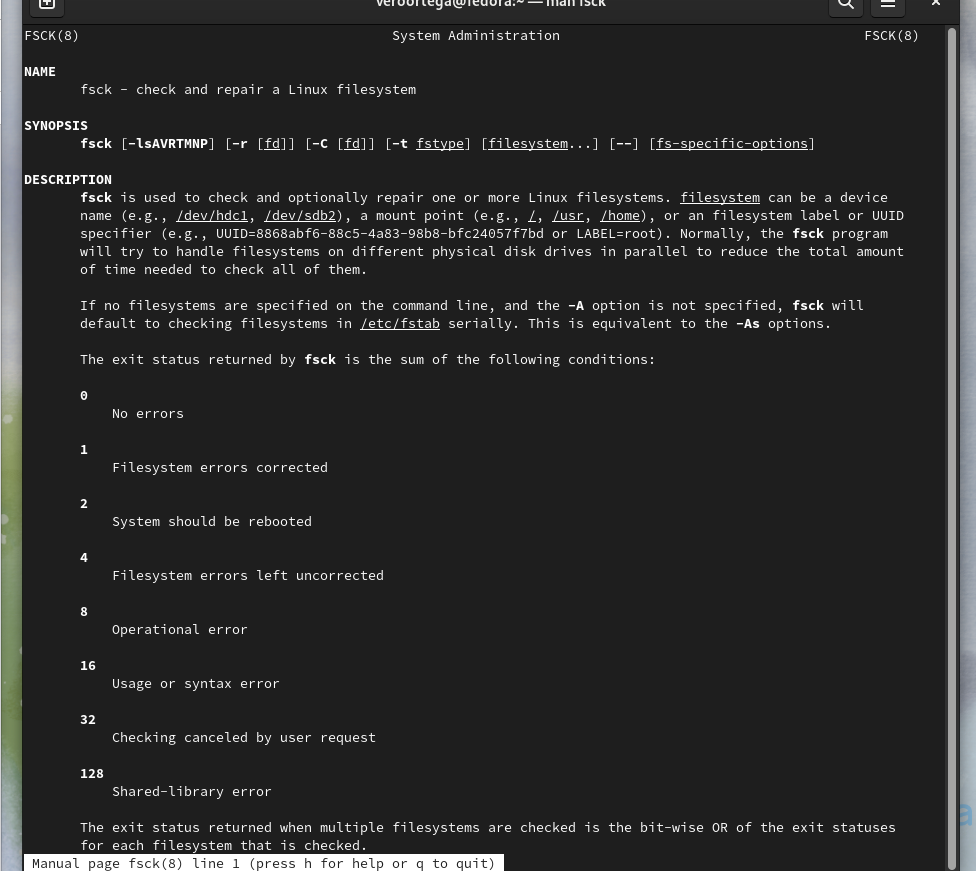 veroortega@fedora:~ — man fsck
FSCK(8) System Administration FSCK(8)
NAME
fsck - check and repair a Linux filesystem
SYNOPSIS
fsck [-lsAVRTMNP] [-r [fd]] [-C [fd]] [-t fstype] [filesystem...] [--] [fs-specific-options]
DESCRIPTION
fsck is used to check and optionally repair one or more Linux filesystems. filesystem can be a device
name (e.g., /dev/hdc1, /dev/sdb2), a mount point (e.g., /, /usr, /home), or an filesystem label or UUID
specifier (e.g., UUID=8868abf6-88c5-4a83-98b8-bfc24057f7bd or LABEL=root). Normally, the fsck program
will try to handle filesystems on different physical disk drives in parallel to reduce the total amount
of time needed to check all of them.
If no filesystems are specified on the command line, and the -A option is not specified, fsck will
default to checking filesystems in /etc/fstab serially. This is equivalent to the -As options.
The exit status returned by fsck is the sum of the following conditions:
0
No errors
1
Filesystem errors corrected
2
System should be rebooted
4
Filesystem errors left uncorrected
8
Operational error
16
Usage or syntax error
32
Checking canceled by user request
128
Shared-library error
The exit status returned when multiple filesystems are checked is the bit-wise OR of the exit statuses
for each filesystem that is checked.
Manual page fsck(8) line 1 (press h for help or q to quit)
a